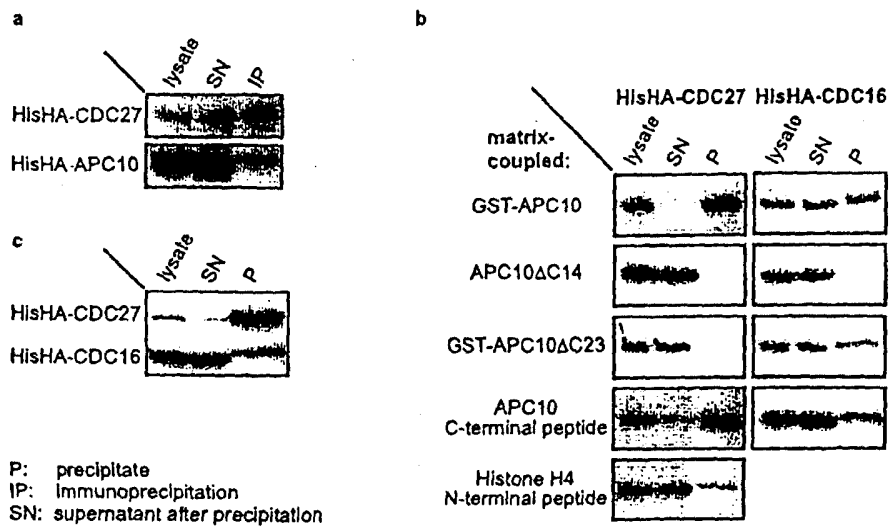 a
lysate SN IP
HisHA-CDC27
HisHA-APC10
c
lysate SN P
HisHA-CDC27
HisHA-CDC16
P: precipitate
IP: Immunoprecipitation
SN: supernatant after precipitation
b
HisHA-CDC27 HisHA-CDC16
matrix-
coupled:
lysate SN P lysate SN P
GST-APC10
APC10ΔC14
GST-APC10ΔC23
APC10
C-terminal peptide
Histone H4
N-terminal peptide